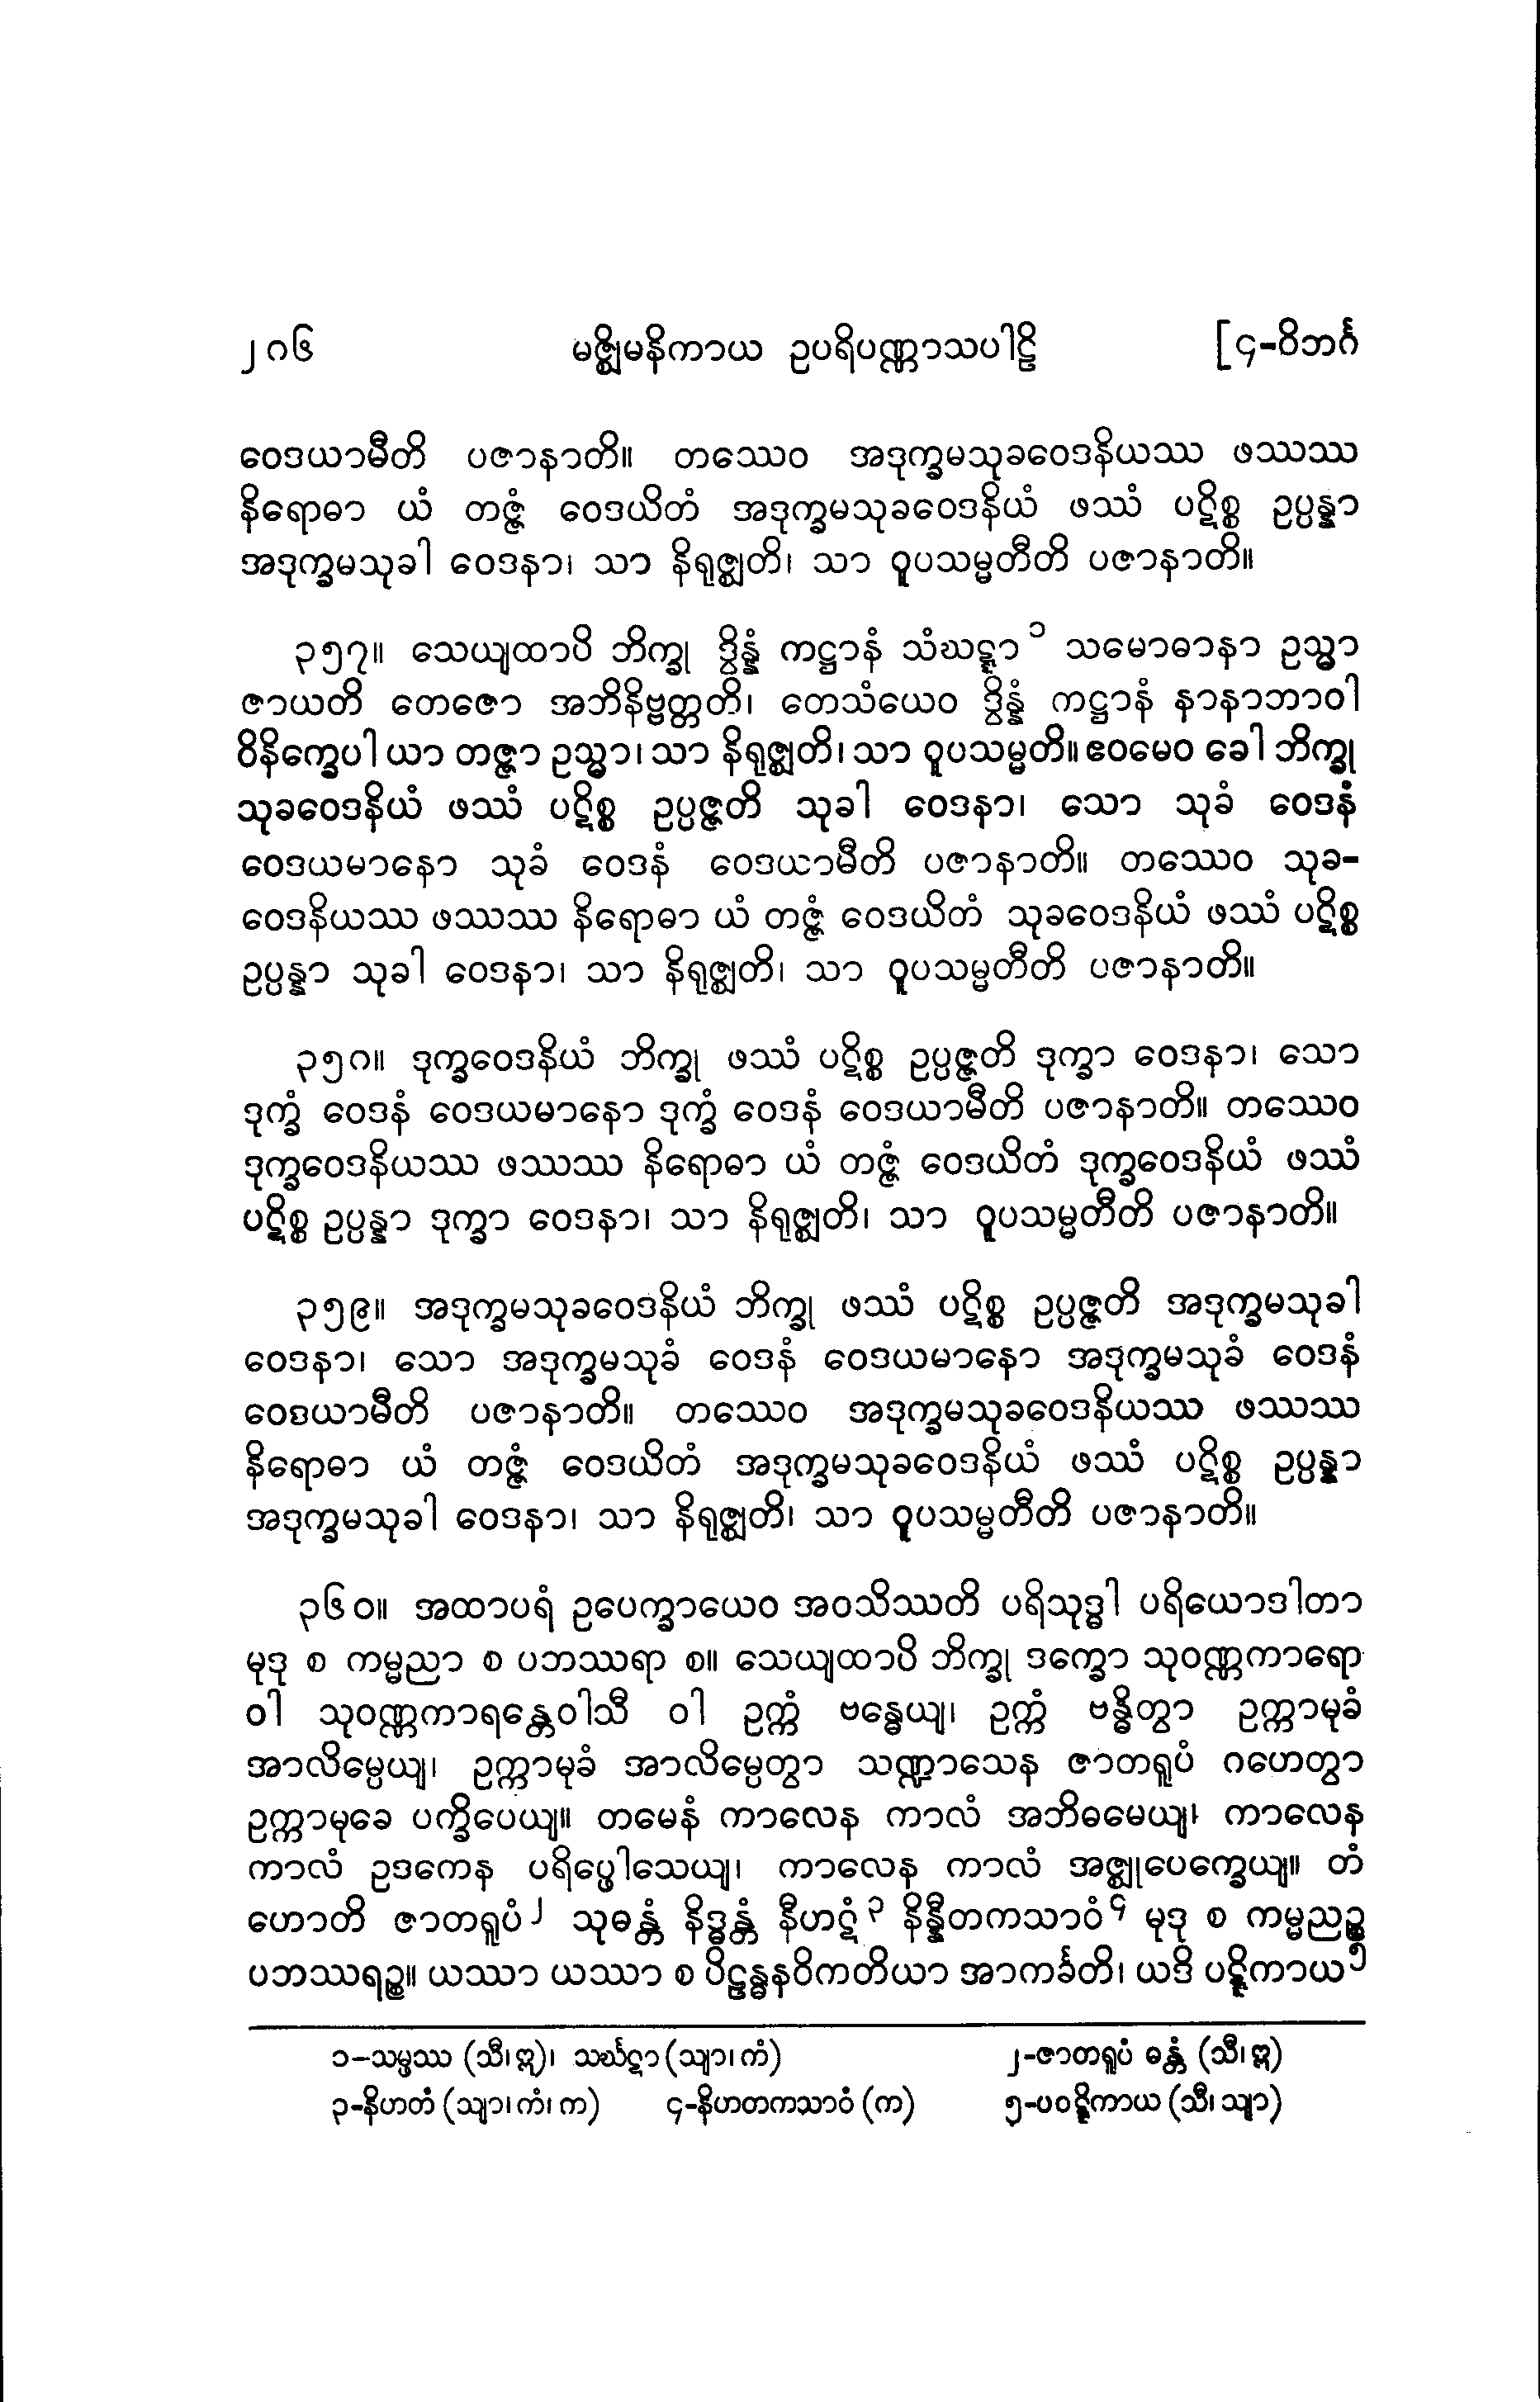 ၂၈၆ မဇ္ဈိမနိကာယ ဥပရိပဏ္ဏာသပါဠိ [၄-ဝိဘင်္ဂ
ဝေဒယာမီတိ ပဇာနာတိ။ တဿေဝ အဒုက္ခမသုခဝေဒနိယဿ ဖဿဿ
နိရောဓာ ယံ တဇ္ဇံ ဝေဒယိတံ အဒုက္ခမသုခဝေဒနိယံ ဖဿံ ပဋိစ္စ ဥပ္ပန္နာ
အဒုက္ခမသုခါ ဝေဒနာ၊ သာ နိရုဇ္ဈတိ၊ သာ ဝူပသမ္မတီတိ ပဇာနာတိ။
၃၅၇။ သေယျထာပိ ဘိက္ခု ဒွိန္နံ ကဋ္ဌာနံ သံဃဋ္ဋာ ၁ သမောဓာနာ ဥသ္မာ
ဇာယတိ တေဇော အဘိနိဗ္ဗတ္တတိ၊ တေသံယေဝ ဒွိန္နံ ကဋ္ဌာနံ နာနာဘာဝါ
ဝိနိက္ခေပါ ယာ တဇ္ဇာ ဥသ္မာ၊ သာ နိရုဇ္ဈတိ၊ သာ ဝူပသမ္မတိ။ ဧဝမေဝ ခေါ ဘိက္ခု
သုခဝေဒနိယံ ဖဿံ ပဋိစ္စ ဥပ္ပဇ္ဇတိ သုခါ ဝေဒနာ၊ သော သုခံ ဝေဒနံ
ဝေဒယမာနော သုခံ ဝေဒနံ ဝေဒယာမီတိ ပဇာနာတိ။ တဿေဝ သုခ-
ဝေဒနိယဿ ဖဿဿ နိရောဓာ ယံ တဇ္ဇံ ဝေဒယိတံ သုခဝေဒနိယံ ဖဿံ ပဋိစ္စ
ဥပ္ပန္နာ သုခါ ဝေဒနာ၊ သာ နိရုဇ္ဈတိ၊ သာ ဝူပသမ္မတီတိ ပဇာနာတိ။
၃၅၈။ ဒုက္ခဝေဒနိယံ ဘိက္ခု ဖဿံ ပဋိစ္စ ဥပ္ပဇ္ဇတိ ဒုက္ခာ ဝေဒနာ၊ သော
ဒုက္ခံ ဝေဒနံ ဝေဒယမာနော ဒုက္ခံ ဝေဒနံ ဝေဒယာမီတိ ပဇာနာတိ။ တဿေဝ
ဒုက္ခဝေဒနိယဿ ဖဿဿ နိရောဓာ ယံ တဇ္ဇံ ဝေဒယိတံ ဒုက္ခဝေဒနိယံ ဖဿံ
ပဋိစ္စ ဥပ္ပန္နာ ဒုက္ခာ ဝေဒနာ၊ သာ နိရုဇ္ဈတိ၊ သာ ဝူပသမ္မတီတိ ပဇာနာတိ။
၃၅၉။ အဒုက္ခမသုခဝေဒနိယံ ဘိက္ခု ဖဿံ ပဋိစ္စ ဥပ္ပဇ္ဇတိ အဒုက္ခမသုခါ
ဝေဒနာ၊ သော အဒုက္ခမသုခံ ဝေဒနံ ဝေဒယမာနော အဒုက္ခမသုခံ ဝေဒနံ
ဝေဒယာမီတိ ပဇာနာတိ။ တဿေဝ အဒုက္ခမသုခဝေဒနိယဿ ဖဿဿ
နိရောဓာ ယံ တဇ္ဇံ ဝေဒယိတံ အဒုက္ခမသုခဝေဒနိယံ ဖဿံ ပဋိစ္စ ဥပ္ပန္နာ
အဒုက္ခမသုခါ ဝေဒနာ၊ သာ နိရုဇ္ဈတိ၊ သာ ဝူပသမ္မတီတိ ပဇာနာတိ။
၃၆၀။ အထာပရံ ဥပေက္ခာယေဝ အဝသိဿတိ ပရိသုဒ္ဓါ ပရိယောဒါတာ
မုဒု စ ကမ္မညာ စ ပဘဿရာ စ။ သေယျထာပိ ဘိက္ခု ဒက္ခော သုဝဏ္ဏကာရော
ဝါ သုဝဏ္ဏကာရန္တေဝါသီ ဝါ ဥက္ကံ ဗန္ဓေယျ၊ ဥက္ကံ ဗန္ဓိတွာ ဥက္ကာမုခံ
အာလိမ္ပေယျ၊ ဥက္ကာမုခံ အာလိမ္ပေတွာ သဏ္ဍာသေန ဇာတရူပံ ဂဟေတွာ
ဥက္ကာမုခေ ပက္ခိပေယျ။ တမေနံ ကာလေန ကာလံ အဘိဓမေယျ၊ ကာလေန
ကာလံ ဥဒကေန ပရိပ္ဖေါသေယျ၊ ကာလေန ကာလံ အဇ္ဈုပေက္ခေယျ။ တံ
ဟောတိ ဇာတရူပံ ၂ သုဓန္တံ နိဒ္ဓန္တံ နီဟဋံ ၃ နိန္နီတကသာဝံ ၄ မုဒု စ ကမ္မညဉ္စ
ပဘဿရဉ္စ။ ယဿာ ယဿာ စ ပိဠန္ဓနဝိကတိယာ အာကင်္ခတိ၊ ယဒိ ပဋ္ဋိကာယ ၅
၁-သမ္ဖဿ (သီ၊ဣ)၊ သင်္ဃဋာ (သျာ၊ကံ) ၂-ဇာတရူပံ ဓန္တံ (သီ၊ဣ)
၃-နိဟတံ (သျာ၊ကံ၊က) ၄-နိဟတကသာဝံ (က) ၅-ပဝဋ္ဋိကာယ (သီ၊သျာ)